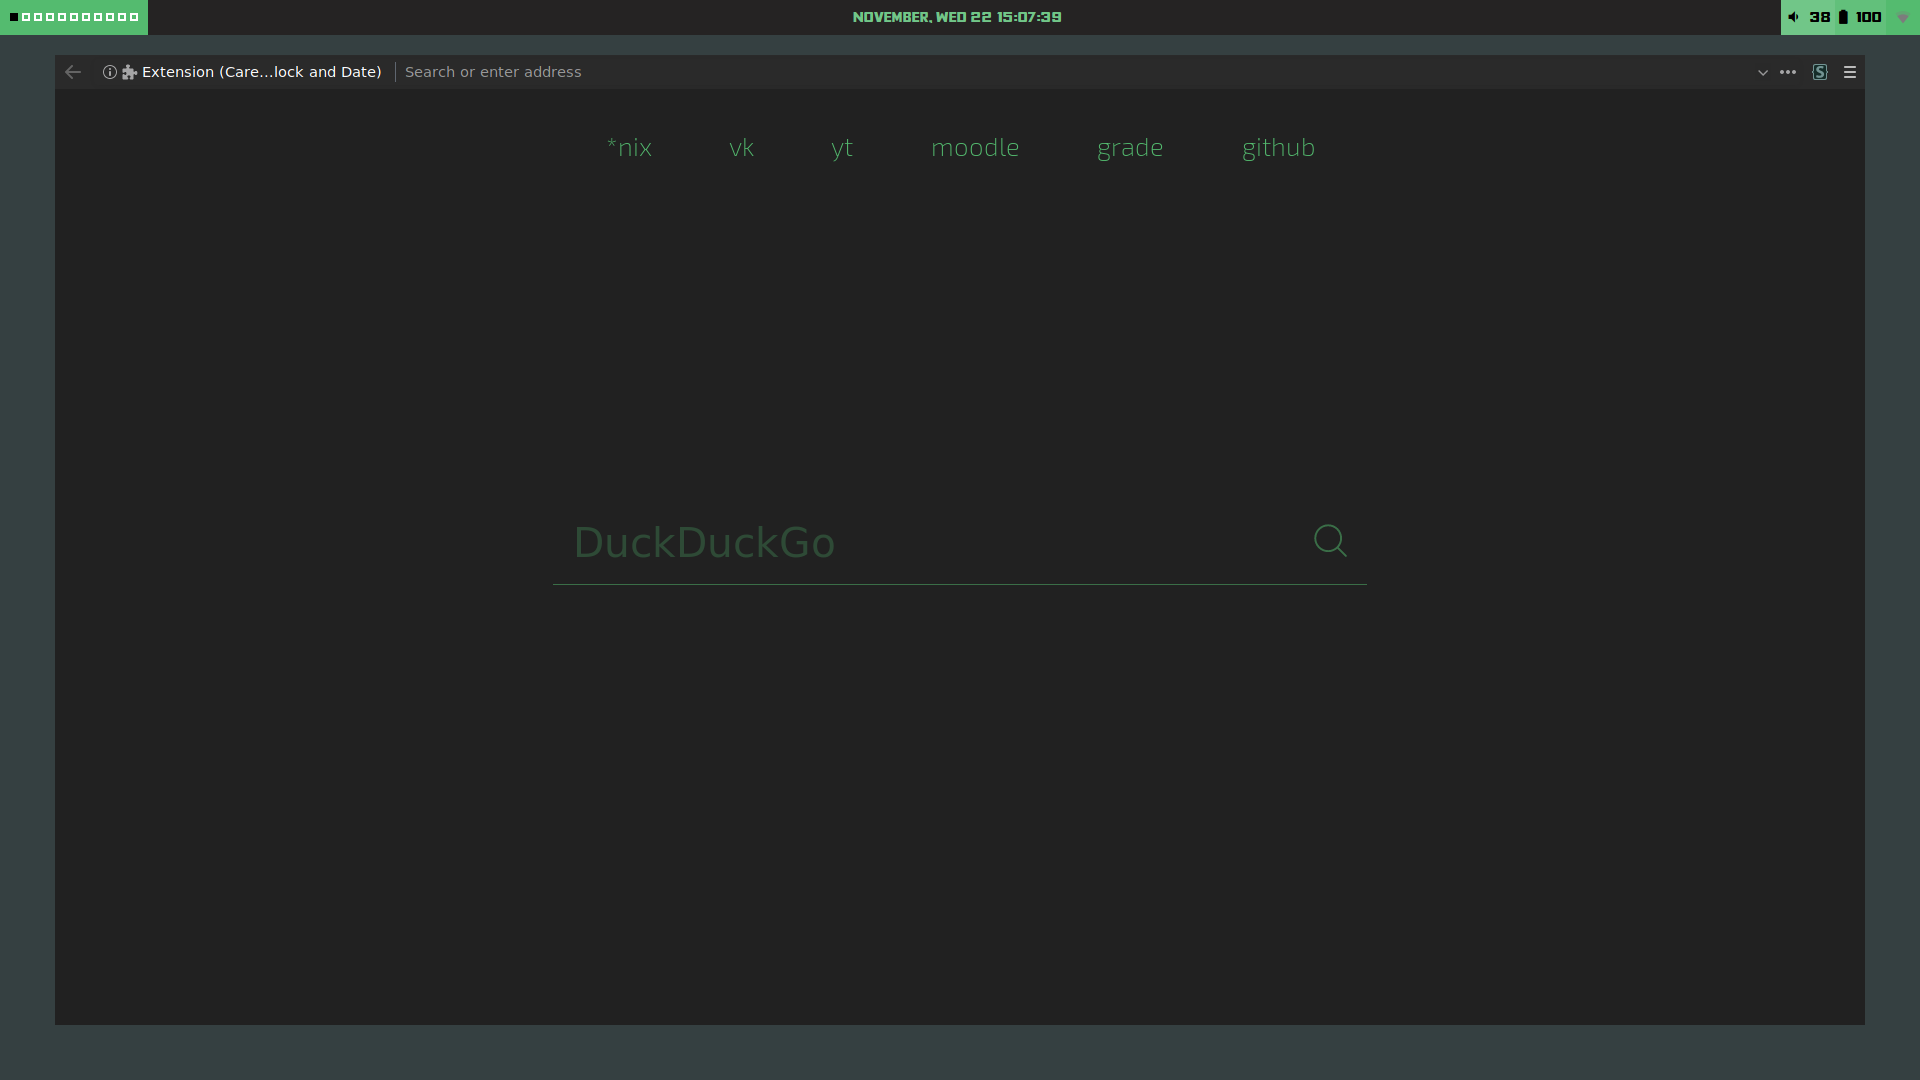 NOVEMBER, WED 22 15:07:39
38 100
Extension (Care...lock and Date) Search or enter address
S
*nix vk yt moodle grade github
DuckDuckGo